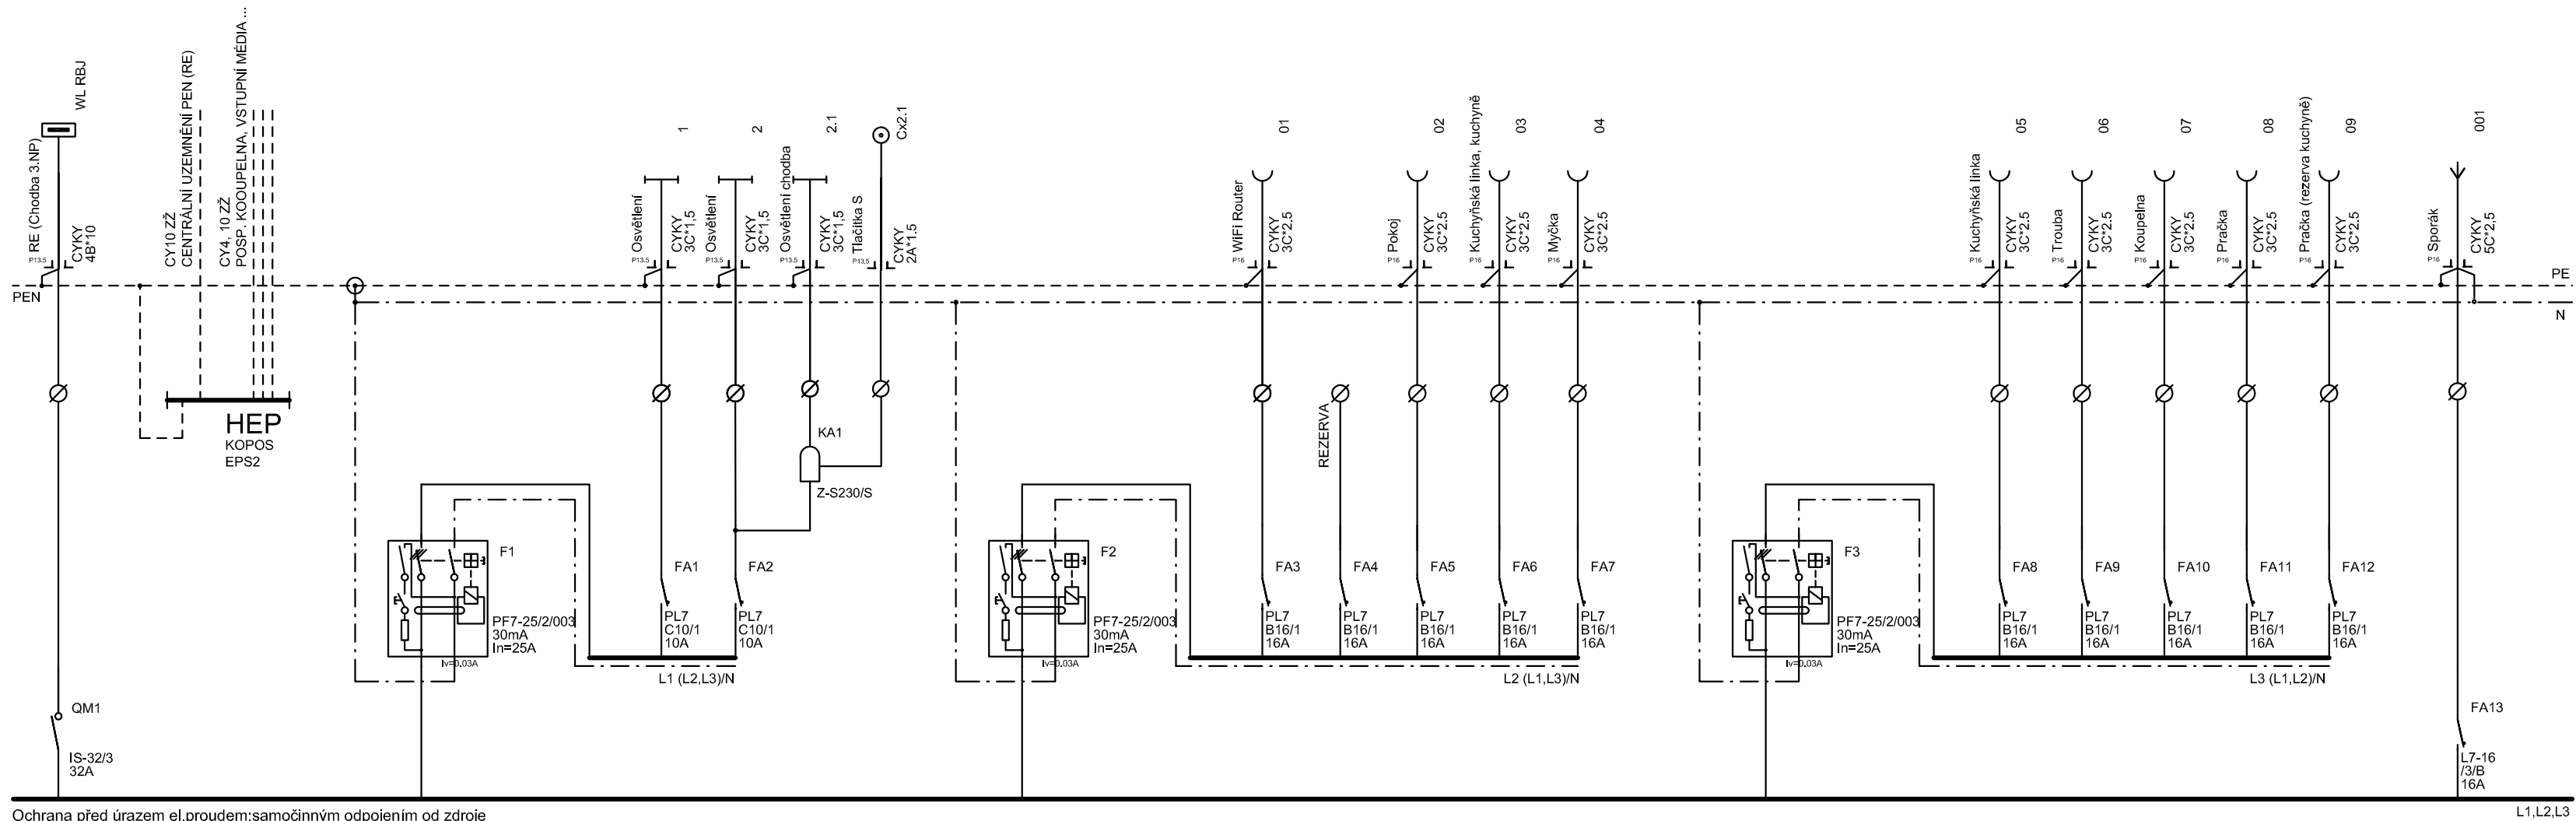 WL RBJ
RE (Chodba 3.NP)
P13.5
CYKY
4B*10
PEN
CY10 ZŽ
CENTRÁLNÍ UZEMNĚNÍ PEN (RE)
CY4, 10 ZŽ
POSP. KOOUPELNA, VSTUPNÍ MÉDIA ...
HEP
KOPOS
EPS2
QM1
IS-32/3
32A
1
Osvětlení
P13.5
CYKY
3C*1,5
2
Osvětlení
P13.5
CYKY
3C*1,5
2.1
Osvětlení chodba
P13.5
CYKY
3C*1,5
Cx2.1
Tlačítka S
P13,5
CYKY
2A*1.5
KA1
Z-S230/S
F1
PF7-25/2/003
30mA
In=25A
Iv=0,03A
FA1
PL7
C10/1
10A
FA2
PL7
C10/1
10A
L1 (L2,L3)/N
01
WiFi Router
P16
CYKY
3C*2.5
REZERVA
02
Pokoj
P16
CYKY
3C*2.5
03
Kuchyňská linka, kuchyně
P16
CYKY
3C*2.5
04
Myčka
P16
CYKY
3C*2.5
F2
PF7-25/2/003
30mA
In=25A
Iv=0,03A
FA3
PL7
B16/1
16A
FA4
PL7
B16/1
16A
FA5
PL7
B16/1
16A
FA6
PL7
B16/1
16A
FA7
PL7
B16/1
16A
L2 (L1,L3)/N
05
Kuchyňská linka
P16
CYKY
3C*2.5
06
Trouba
P16
CYKY
3C*2.5
07
Koupelna
P16
CYKY
3C*2.5
08
Pračka
P16
CYKY
3C*2.5
09
Pračka (rezerva kuchyně)
P16
CYKY
3C*2.5
001
Sporák
P16
CYKY
5C*2,5
PE
N
F3
PF7-25/2/003
30mA
In=25A
Iv=0,03A
FA8
PL7
B16/1
16A
FA9
PL7
B16/1
16A
FA10
PL7
B16/1
16A
FA11
PL7
B16/1
16A
FA12
PL7
B16/1
16A
L3 (L1,L2)/N
FA13
L7-16
/3/B
16A
Ochrana před úrazem el.proudem:samočinným odpojením od zdroje
L1,L2,L3